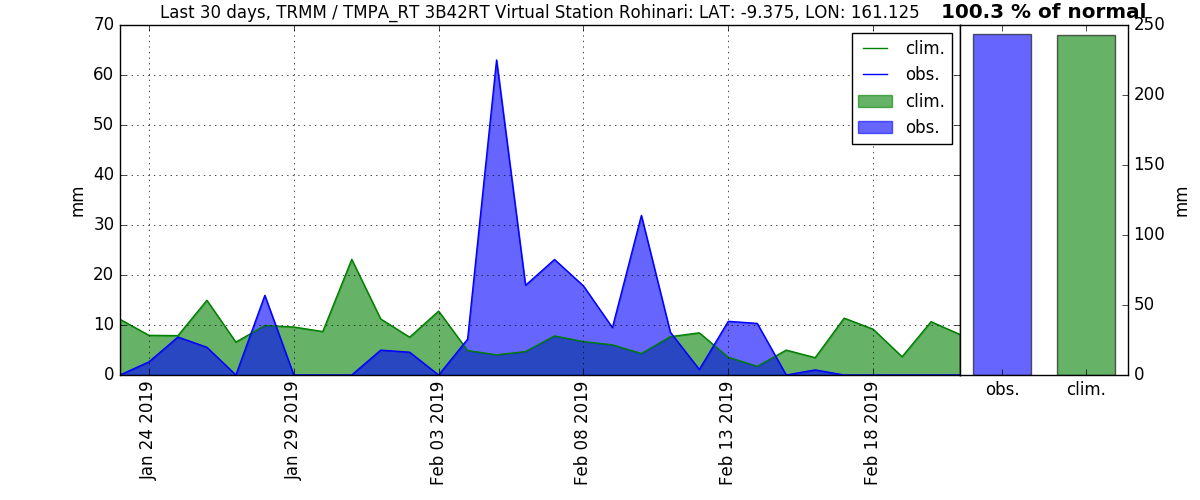 Last 30 days, TRMM / TMPA_RT 3B42RT Virtual Station Rohinari: LAT: -9.375, LON: 161.125
100.3 % of normal
70
60
50
40
30
20
10
0
mm
clim.
obs.
clim.
obs.
Jan 24 2019
Jan 29 2019
Feb 03 2019
Feb 08 2019
Feb 13 2019
Feb 18 2019
250
200
150
100
50
0
mm
obs.
clim.